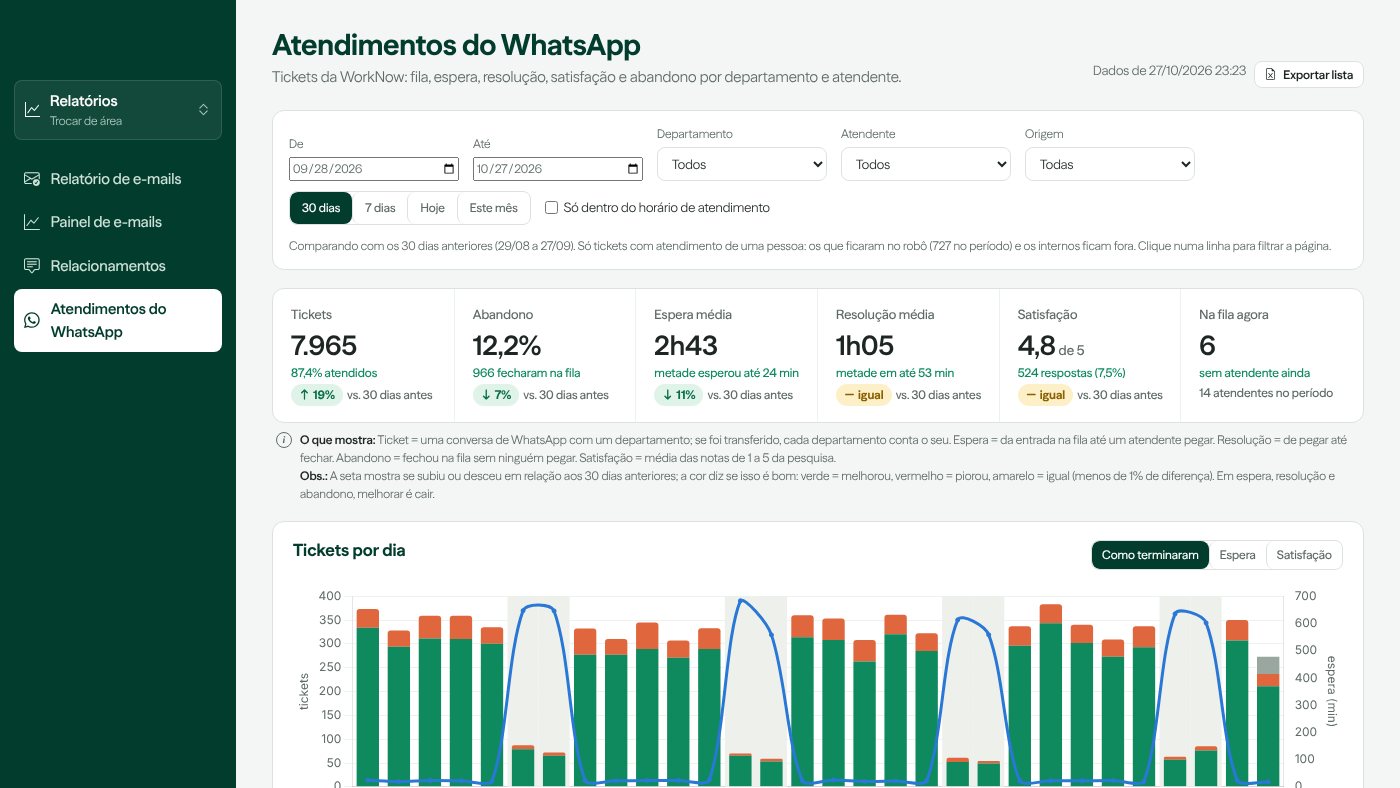 Relatórios
Trocar de área
Relatório de e-mails
Painel de e-mails
Relacionamentos
Atendimentos do
WhatsApp
Atendimentos do WhatsApp
Tickets da WorkNow: fila, espera, resolução, satisfação e abandono por departamento e atendente.
Dados de 27/10/2026 23:23
Exportar lista
De
Até
Departamento
Atendente
Origem
09/28/2026
10/27/2026
Todos
Todos
Todas
30 dias
7 dias
Hoje
Este mês
Só dentro do horário de atendimento
Comparando com os 30 dias anteriores (29/08 a 27/09). Só tickets com atendimento de uma pessoa; os que ficaram no robô (727 no período) e os internos ficam fora. Clique numa linha para filtrar a página.
Tickets
7.965
87,4% atendidos
↑ 19% vs. 30 dias antes
Abandono
12,2%
966 fecharam na fila
↓ 7% vs. 30 dias antes
Espera média
2h43
metade esperou até 24 min
↓ 11% vs. 30 dias antes
Resolução média
1h05
metade em até 53 min
— igual vs. 30 dias antes
Satisfação
4,8 de 5
524 respostas (7,5%)
— igual vs. 30 dias antes
Na fila agora
6
sem atendente ainda
14 atendentes no período
O que mostra: Ticket = uma conversa de WhatsApp com um departamento; se foi transferido, cada departamento conta o seu. Espera = da entrada na fila até um atendente pegar. Resolução = de pegar até
fechar. Abandono = fechou na fila sem ninguém pegar. Satisfação = média das notas de 1 a 5 da pesquisa.
Obs.: A seta mostra se subiu ou desceu em relação aos 30 dias anteriores; a cor diz se isso é bom: verde = melhorou, vermelho = piorou, amarelo = igual (menos de 1% de diferença). Em espera, resolução e
abandono, melhorar é cair.
Tickets por dia
Como terminaram
Espera
Satisfação
400
350
300
250
200
150
100
50
0
tickets
700
600
500
400
300
200
100
0
espera (min)